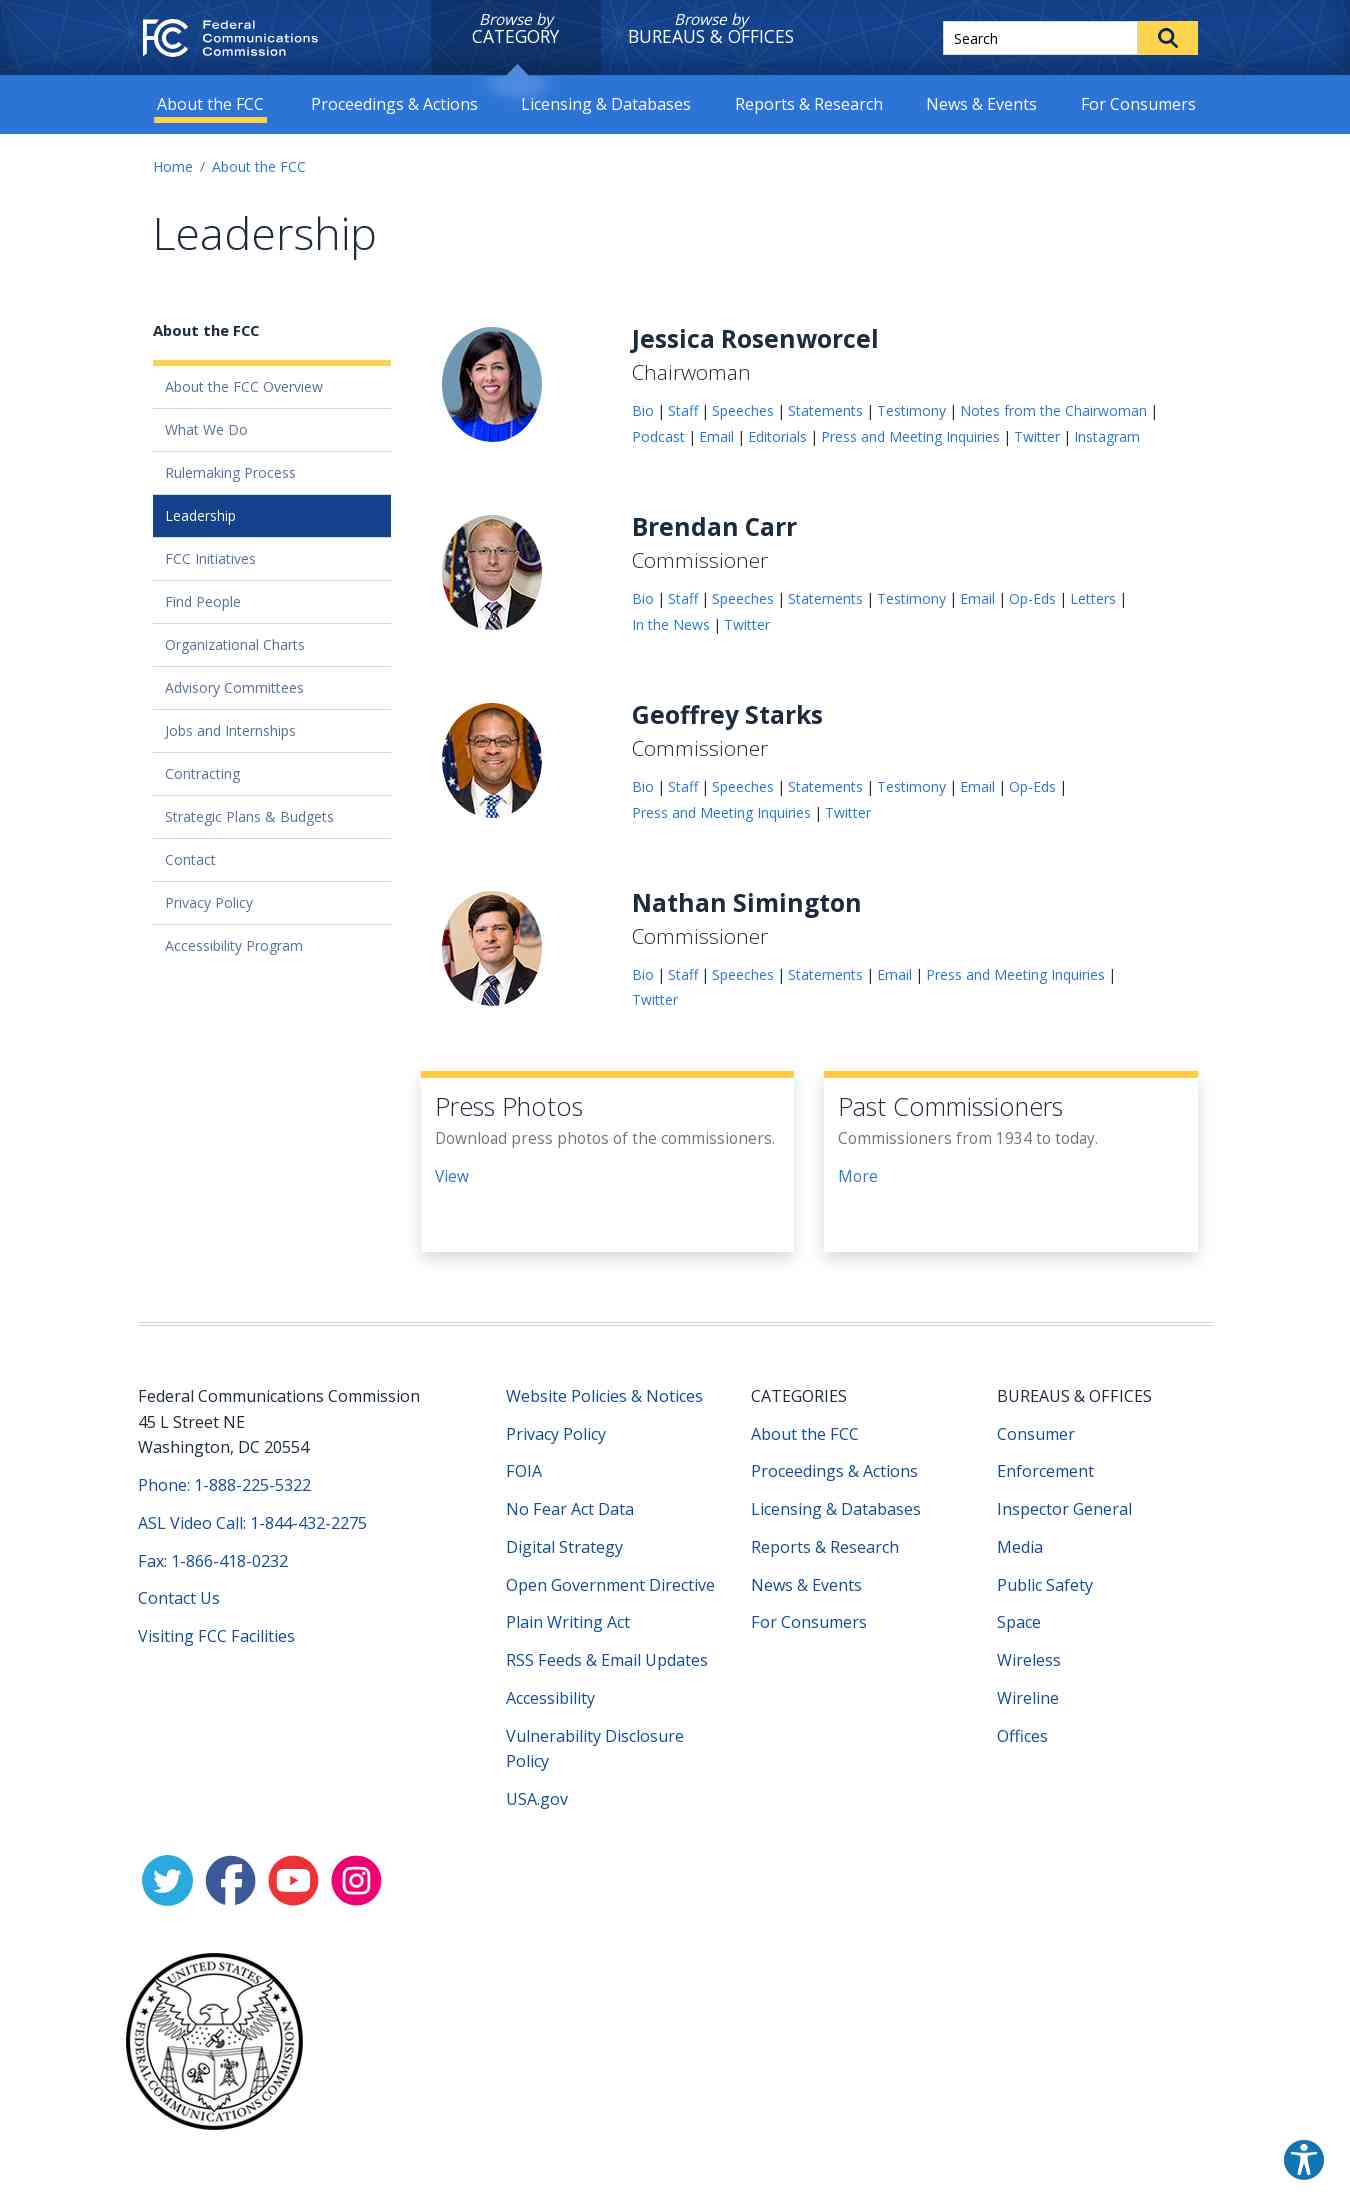 FCC Federal Communications Commission
Browse by
CATEGORY
Browse by
BUREAUS & OFFICES
Search
About the FCC
Proceedings & Actions
Licensing & Databases
Reports & Research
News & Events
For Consumers
Home / About the FCC
Leadership
About the FCC
About the FCC Overview
What We Do
Rulemaking Process
Leadership
FCC Initiatives
Find People
Organizational Charts
Advisory Committees
Jobs and Internships
Contracting
Strategic Plans & Budgets
Contact
Privacy Policy
Accessibility Program
Jessica Rosenworcel
Chairwoman
Bio | Staff | Speeches | Statements | Testimony | Notes from the Chairwoman |
Podcast | Email | Editorials | Press and Meeting Inquiries | Twitter | Instagram
Brendan Carr
Commissioner
Bio | Staff | Speeches | Statements | Testimony | Email | Op-Eds | Letters |
In the News | Twitter
Geoffrey Starks
Commissioner
Bio | Staff | Speeches | Statements | Testimony | Email | Op-Eds |
Press and Meeting Inquiries | Twitter
Nathan Simington
Commissioner
Bio | Staff | Speeches | Statements | Email | Press and Meeting Inquiries |
Twitter
Press Photos
Download press photos of the commissioners.
View
Past Commissioners
Commissioners from 1934 to today.
More
Federal Communications Commission
45 L Street NE
Washington, DC 20554
Phone: 1-888-225-5322
ASL Video Call: 1-844-432-2275
Fax: 1-866-418-0232
Contact Us
Visiting FCC Facilities
Website Policies & Notices
Privacy Policy
FOIA
No Fear Act Data
Digital Strategy
Open Government Directive
Plain Writing Act
RSS Feeds & Email Updates
Accessibility
Vulnerability Disclosure
Policy
USA.gov
CATEGORIES
About the FCC
Proceedings & Actions
Licensing & Databases
Reports & Research
News & Events
For Consumers
BUREAUS & OFFICES
Consumer
Enforcement
Inspector General
Media
Public Safety
Space
Wireless
Wireline
Offices
UNITED STATES
FEDERAL COMMUNICATIONS COMMISSION